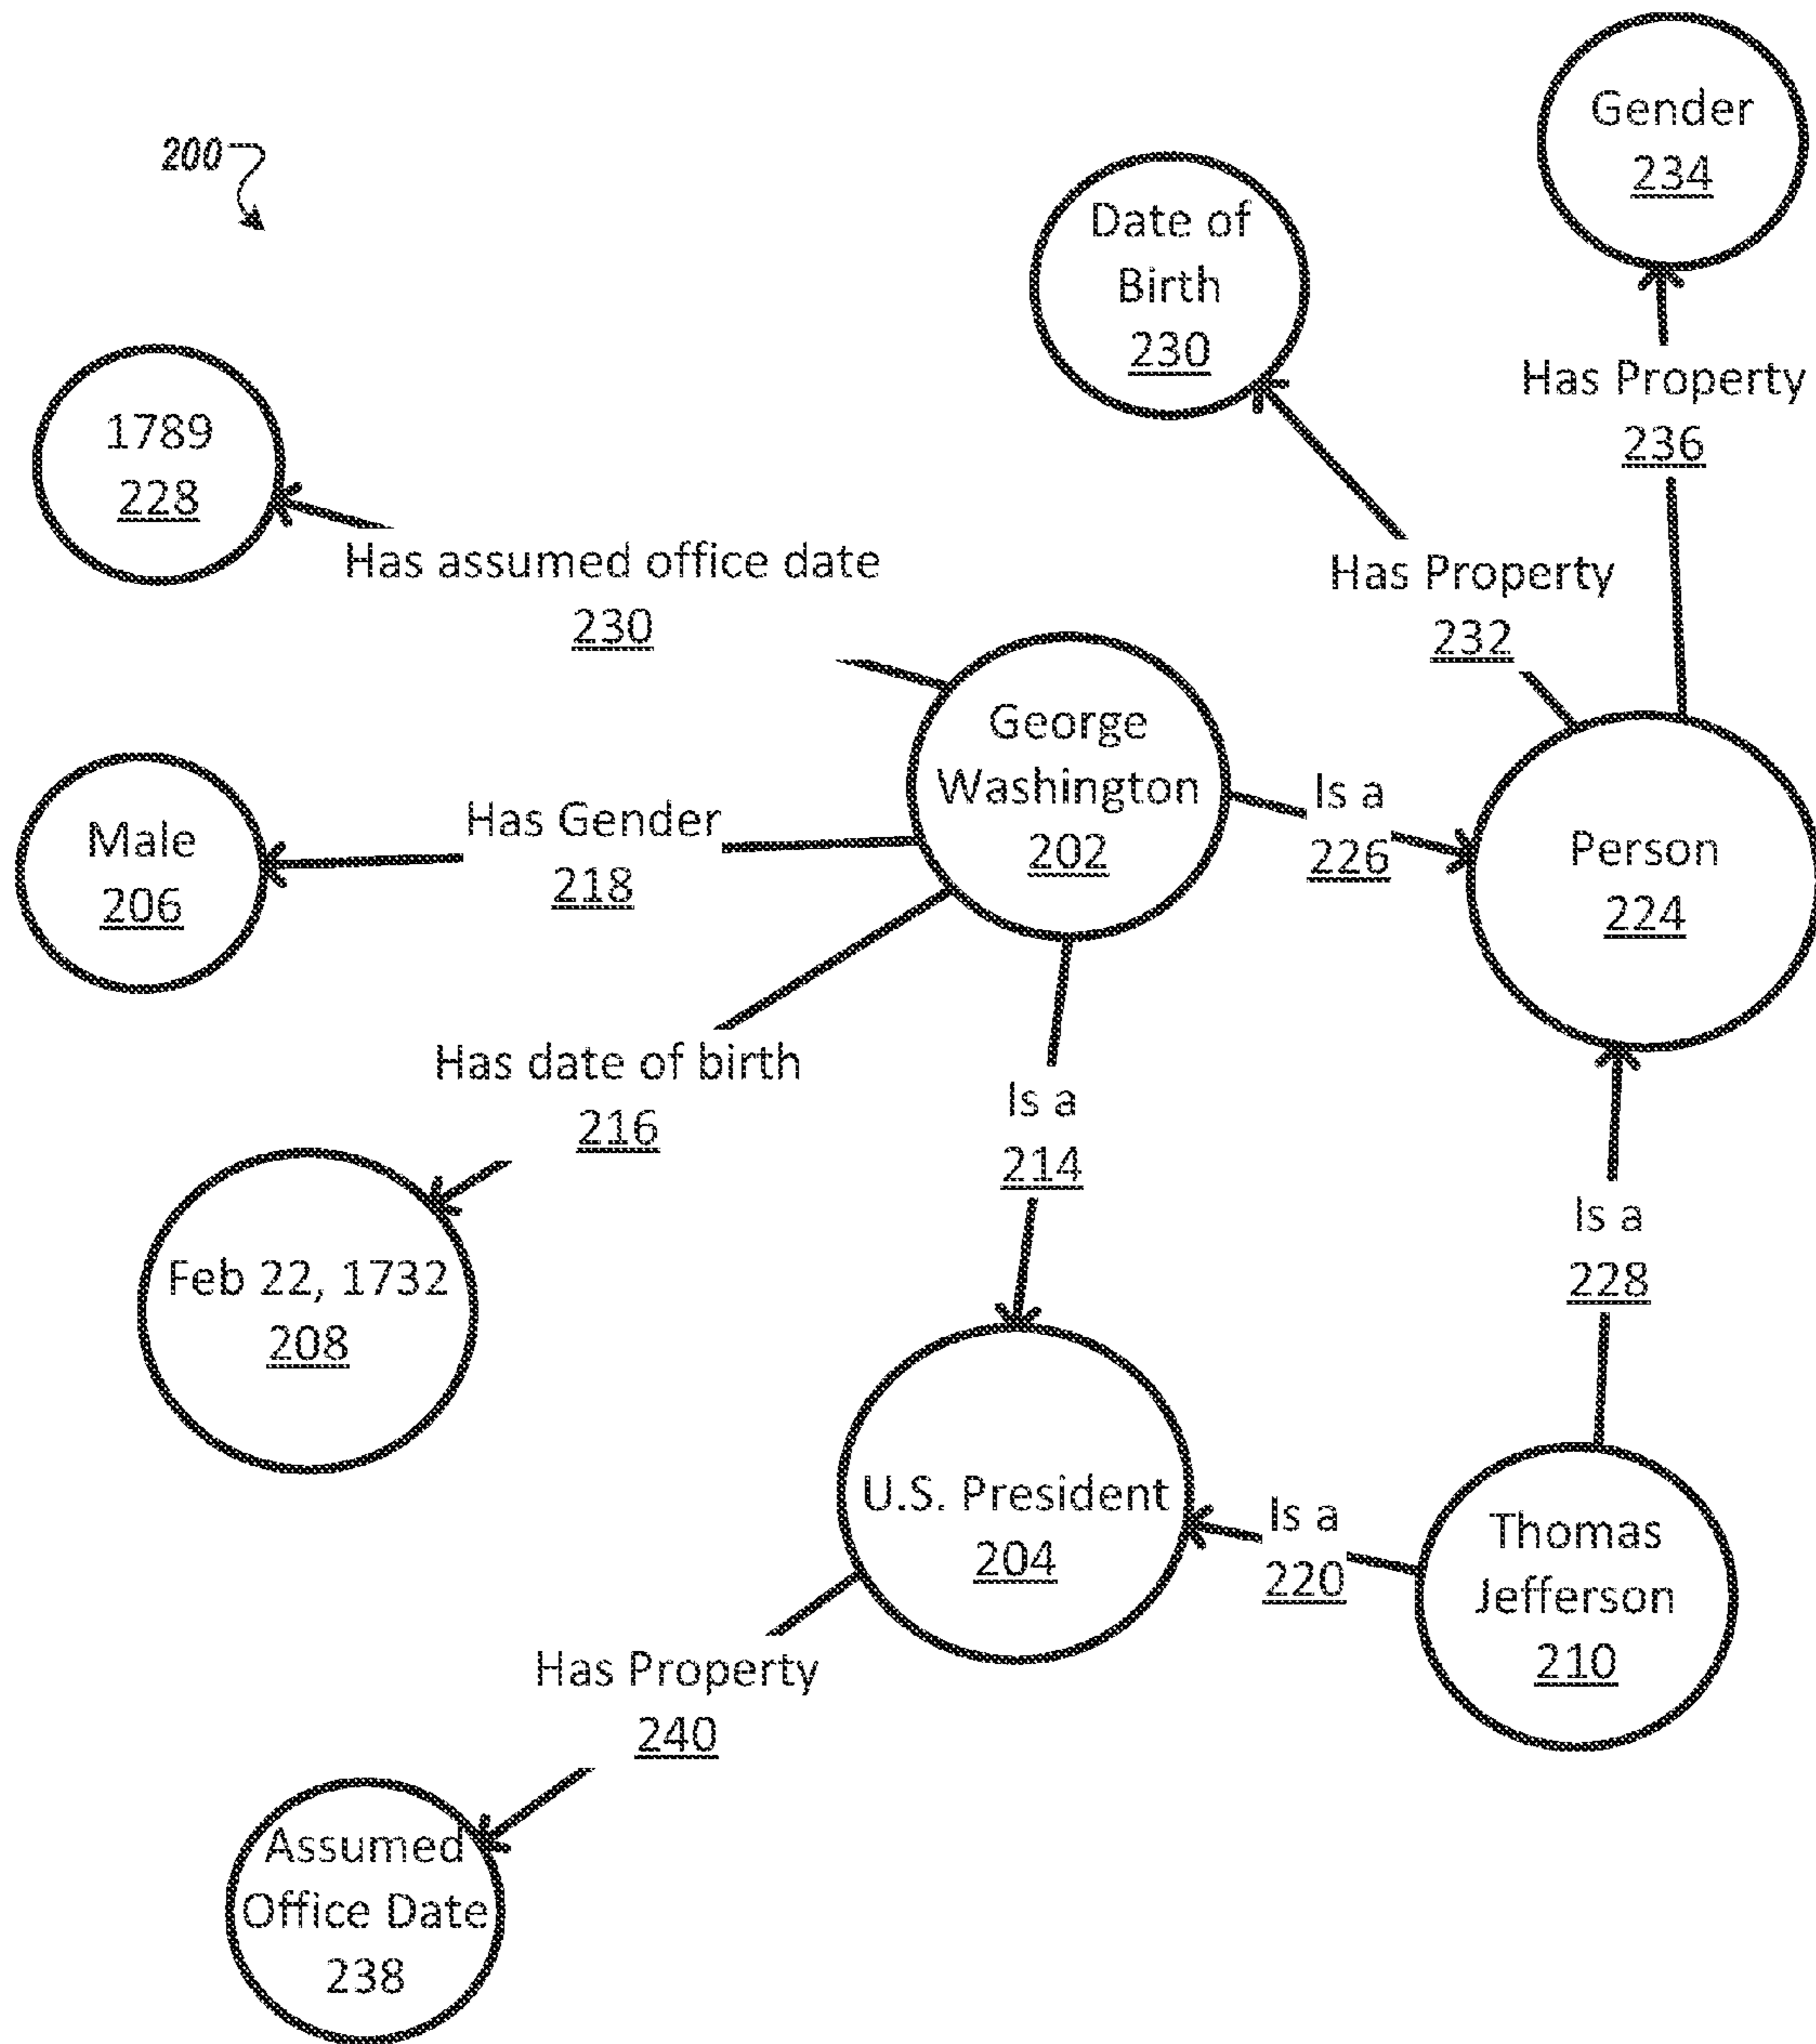 200
Gender
234
Date of
Birth
230
Has Property
236
1789
228
Has assumed office date
230
Has Property
232
George
Washington
202
Is a
226
Person
224
Male
206
Has Gender
218
Has date of birth
216
Is a
214
Is a
228
Feb 22, 1732
208
U.S. President
204
Is a
220
Thomas
Jefferson
210
Has Property
240
Assumed
Office Date
238